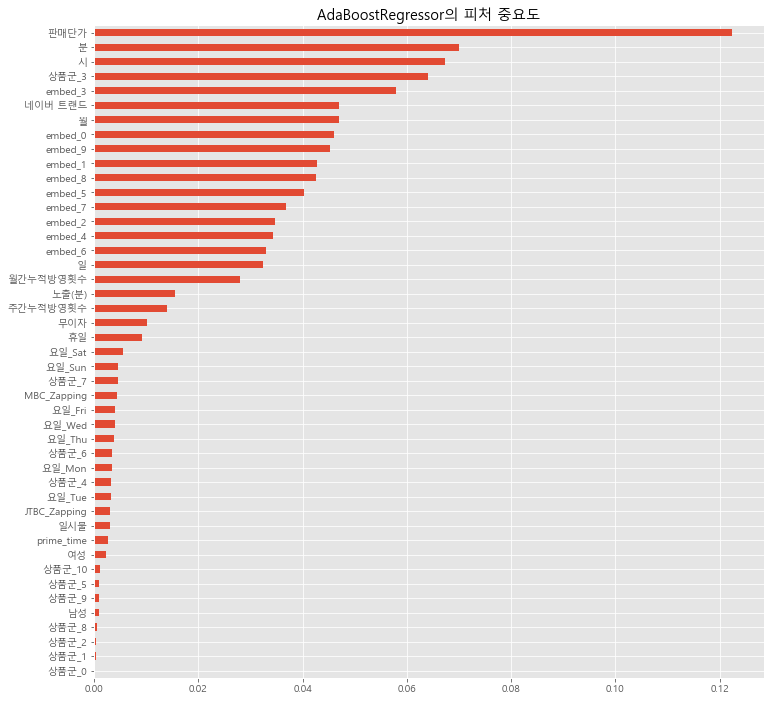 AdaBoostRegressor의 피처 중요도
판매단가
분
시
상품군_3
embed_3
네이버 트랜드
월
embed_0
embed_9
embed_1
embed_8
embed_5
embed_7
embed_2
embed_4
embed_6
일
월간누적방영횟수
노출(분)
주간누적방영횟수
무이자
휴일
요일_Sat
요일_Sun
상품군_7
MBC_Zapping
요일_Fri
요일_Wed
요일_Thu
상품군_6
요일_Mon
상품군_4
요일_Tue
JTBC_Zapping
일시불
prime_time
여성
상품군_10
상품군_5
상품군_9
남성
상품군_8
상품군_2
상품군_1
상품군_0
0.00 0.02 0.04 0.06 0.08 0.10 0.12